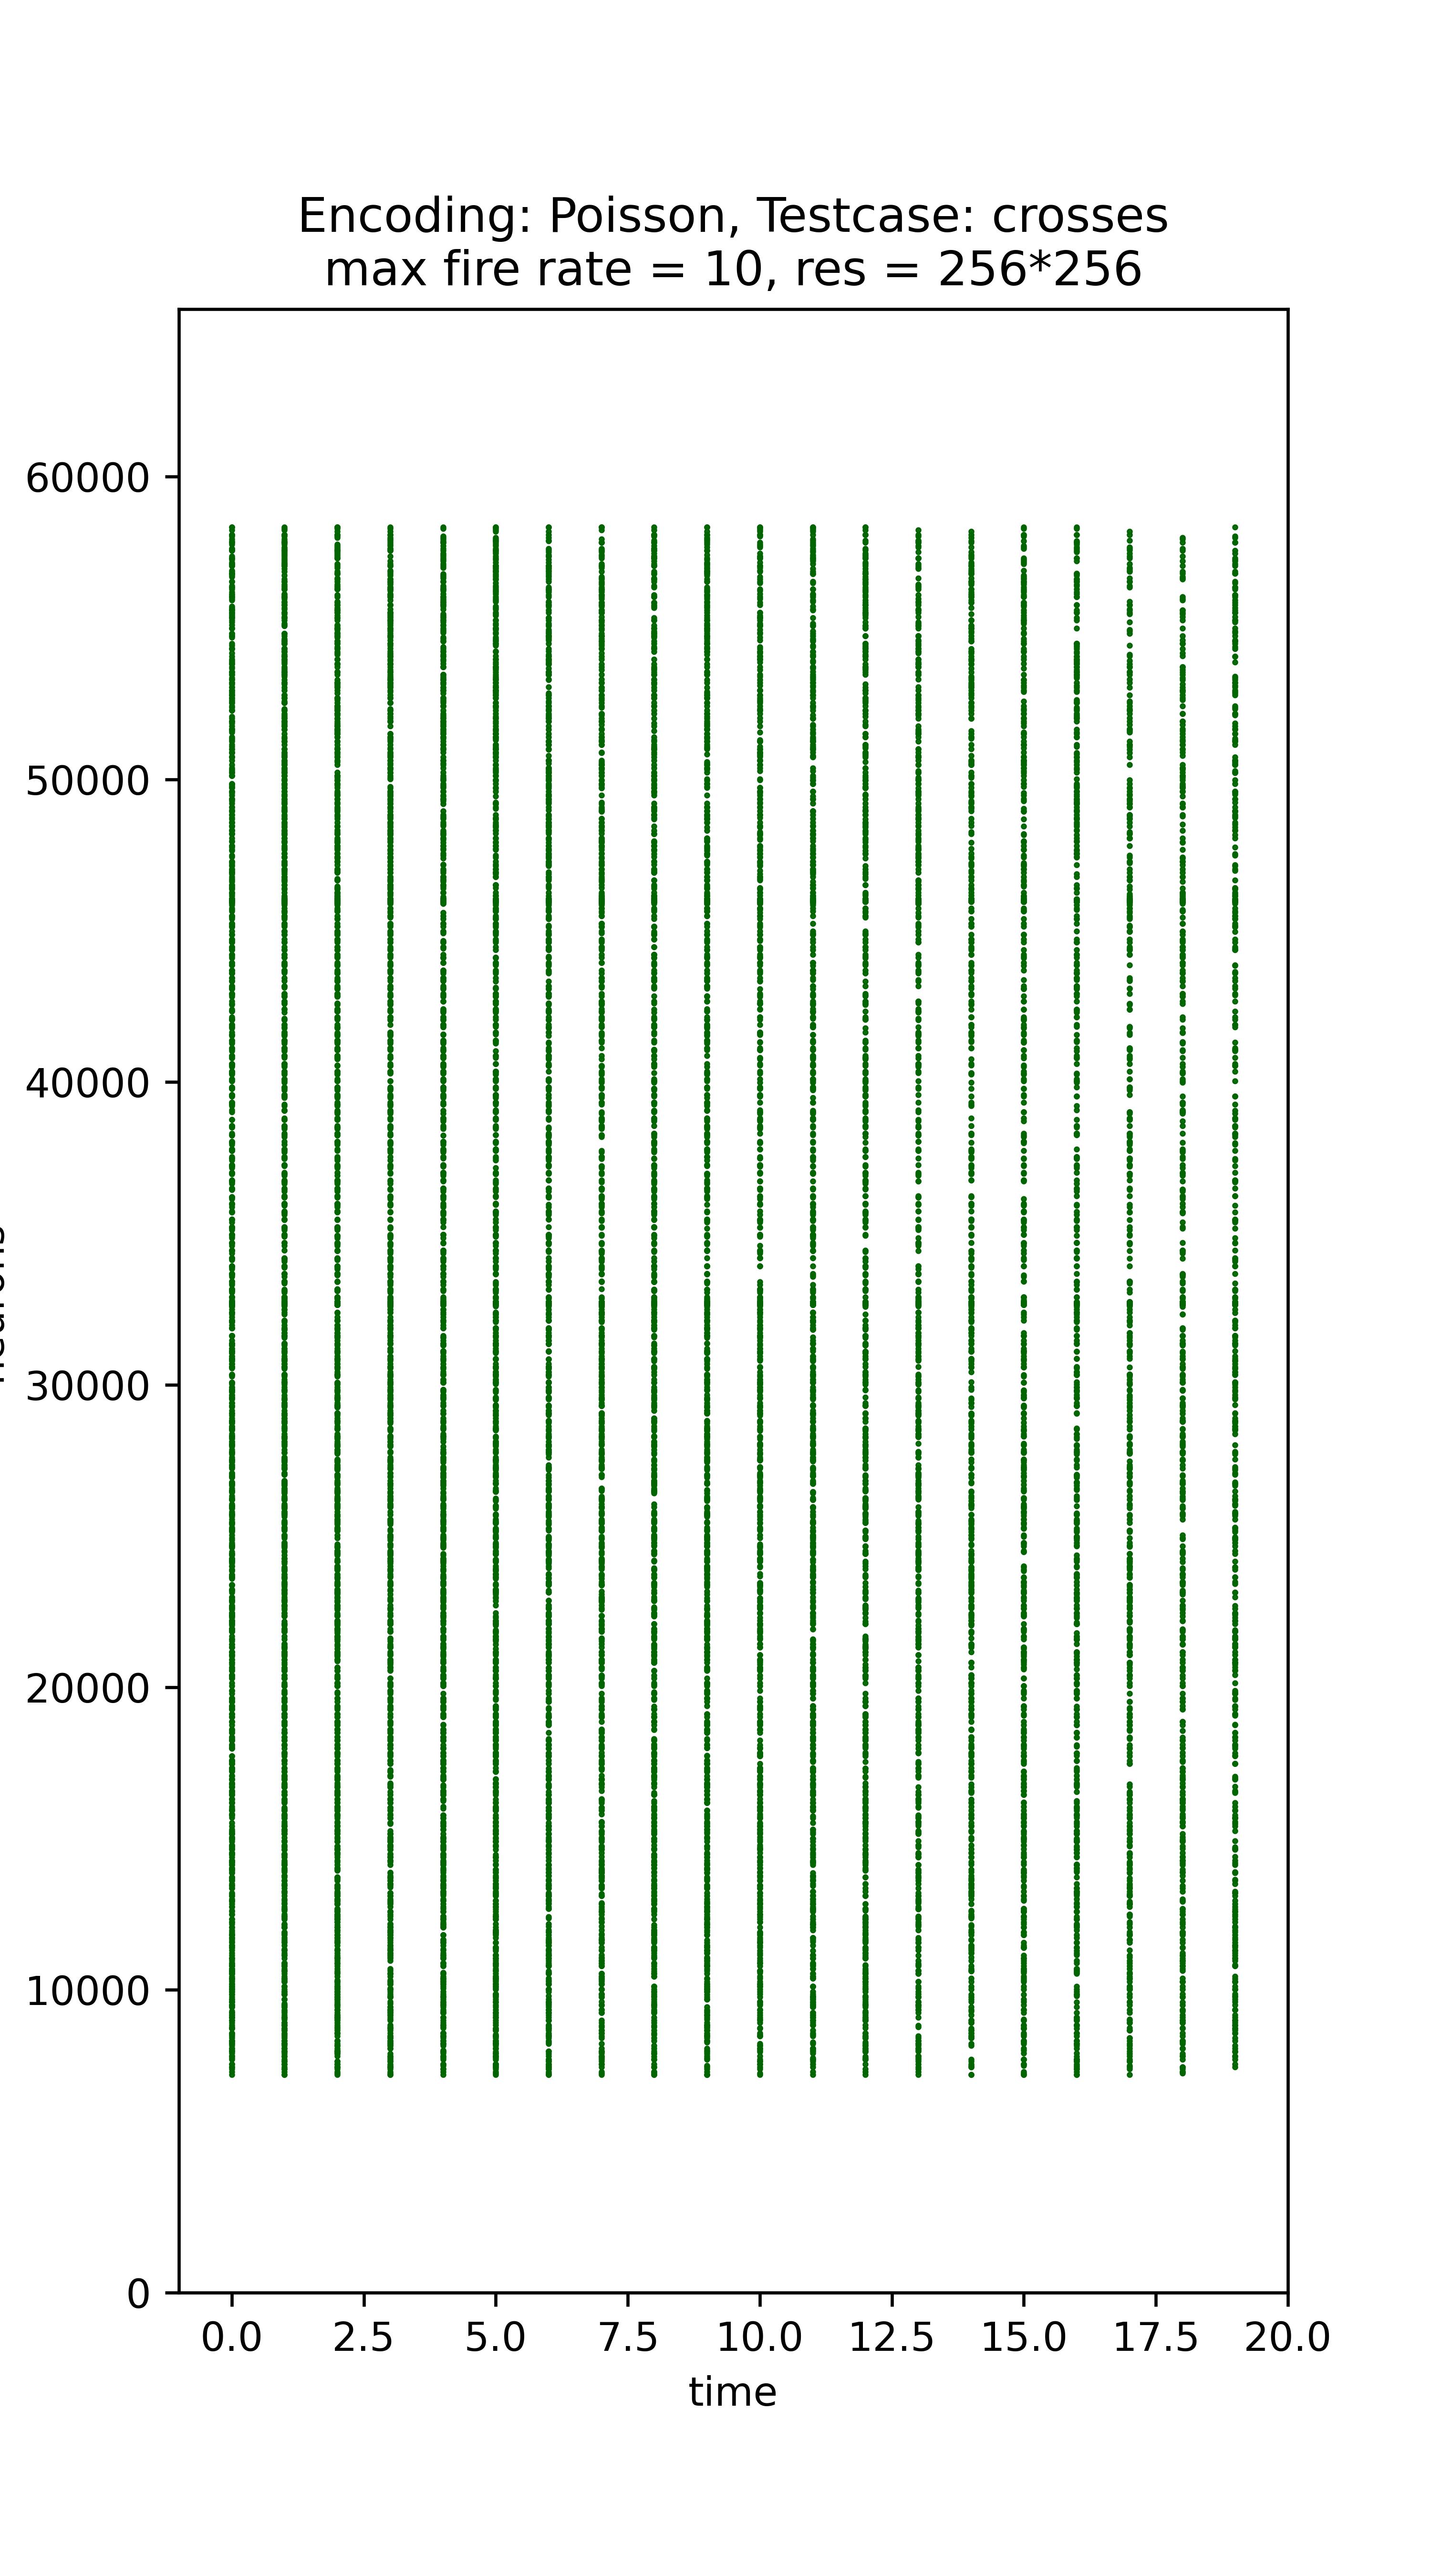 Encoding: Poisson, Testcase: crosses
max fire rate = 10, res = 256*256
60000
50000
40000
30000
20000
10000
0
0.0 2.5 5.0 7.5 10.0 12.5 15.0 17.5 20.0
time